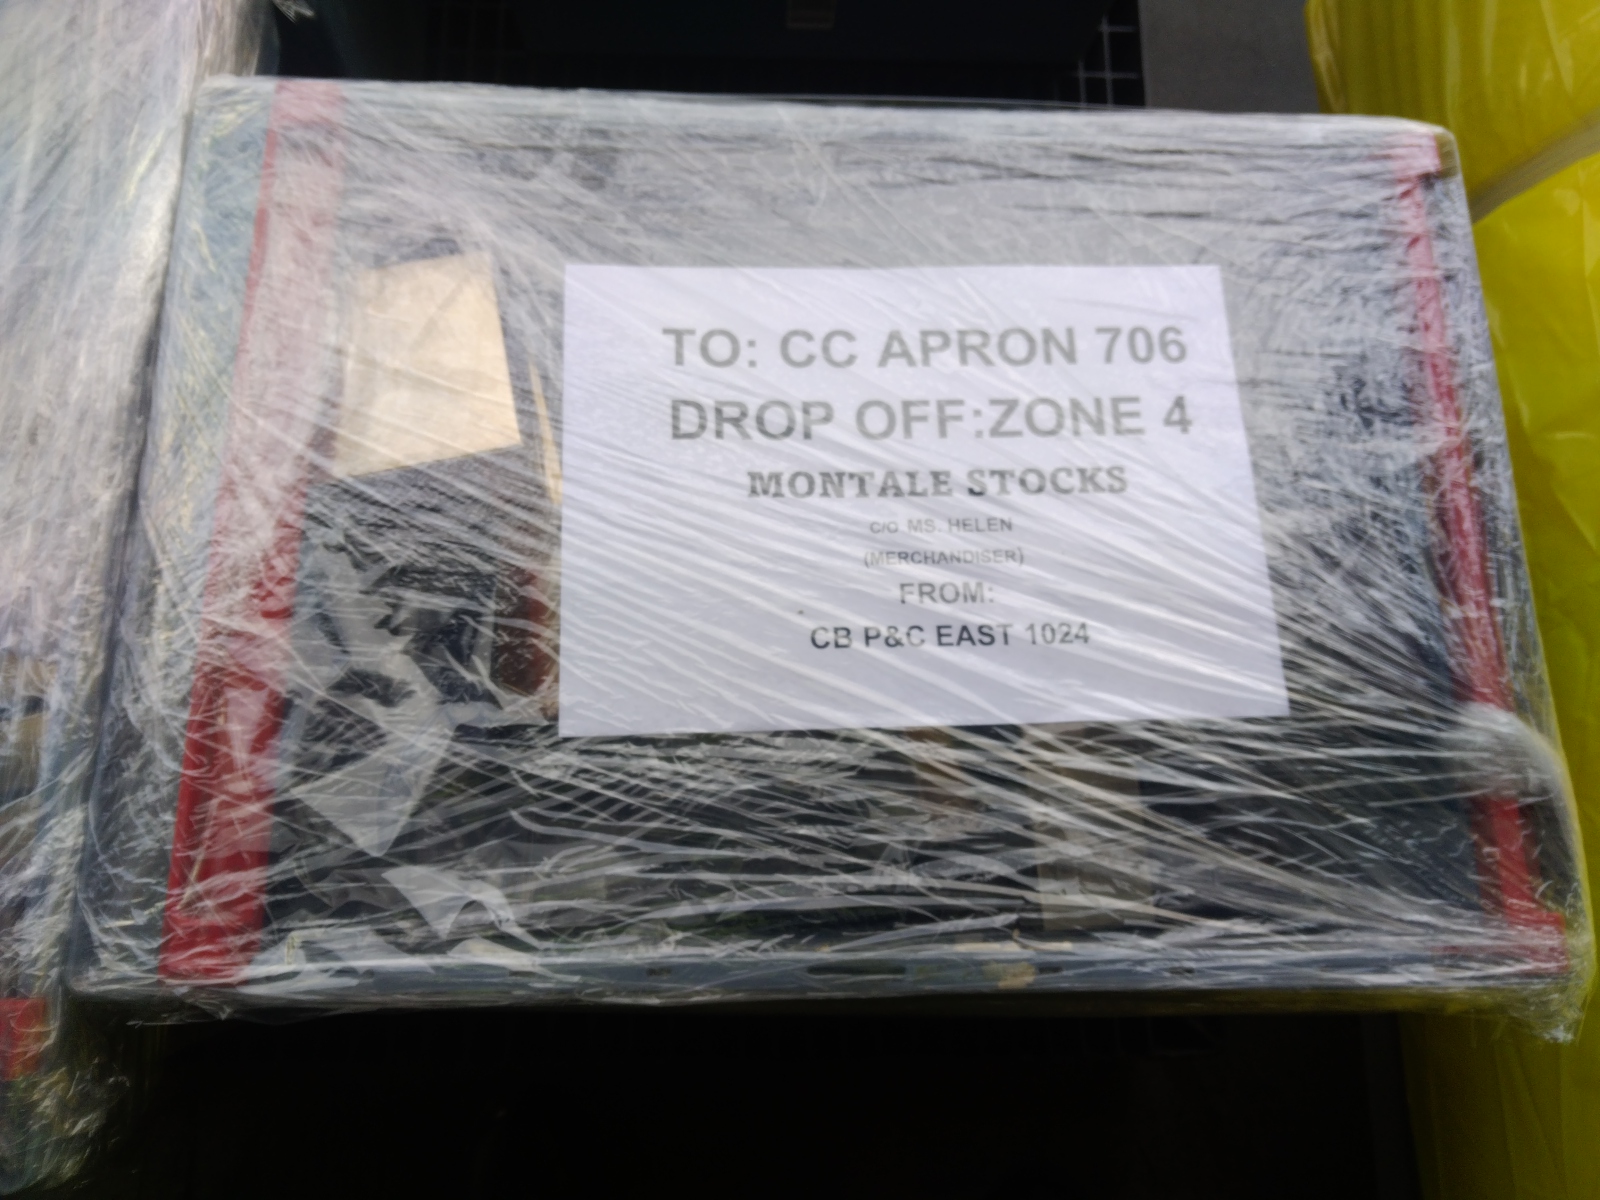 TO: CC APRON 706
DROP OFF:ZONE 4
MONTALE STOCKS
C/O MS. HELEN
(MERCHANDISER)
FROM:
CB P&C EAST 1024